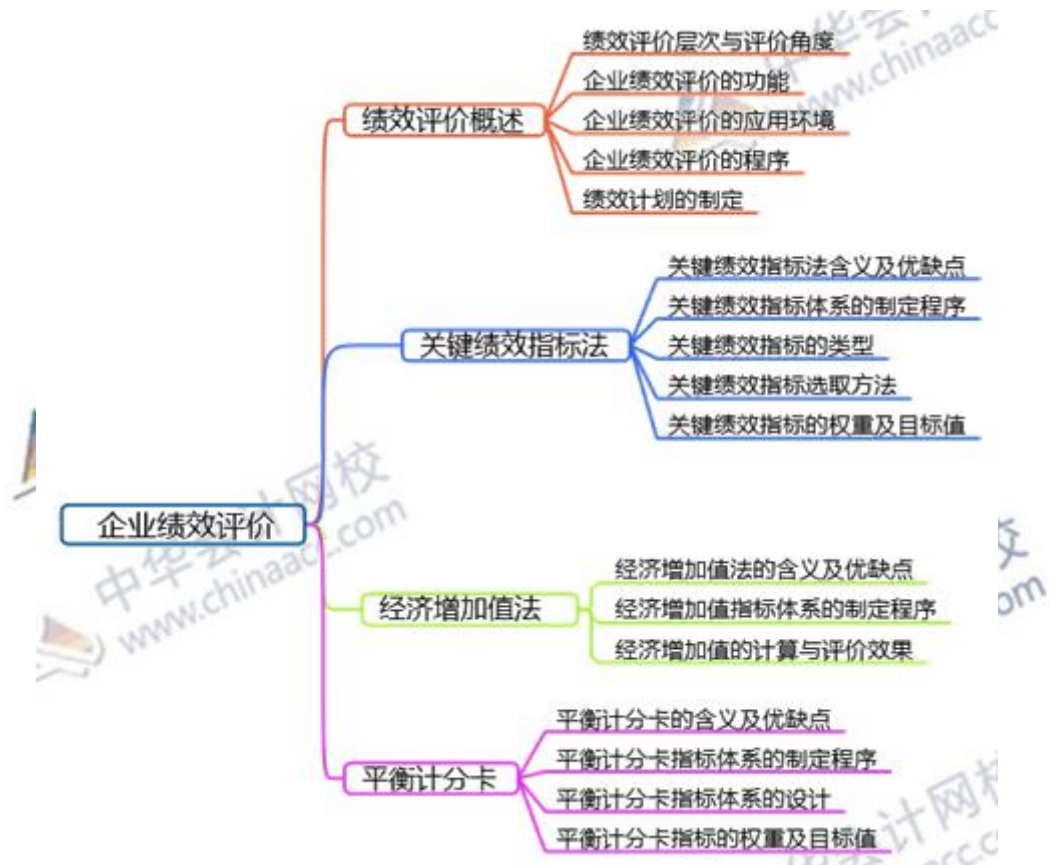 绩效评价层次与评价角度
企业绩效评价的功能
绩效评价概述
企业绩效评价的应用环境
企业绩效评价的程序
绩效计划的制定
关键绩效指标法含义及优缺点
关键绩效指标体系的制定程序
关键绩效指标法
关键绩效指标的类型
关键绩效指标选取方法
关键绩效指标的权重及目标值
企业绩效评价
经济增加值法的含义及优缺点
经济增加值法
经济增加值指标体系的制定程序
经济增加值的计算与评价效果
平衡计分卡的含义及优缺点
平衡计分卡指标体系的制定程序
平衡计分卡
平衡计分卡指标体系的设计
平衡计分卡指标的权重及目标值
中华会计网校
www.chinaacc.com